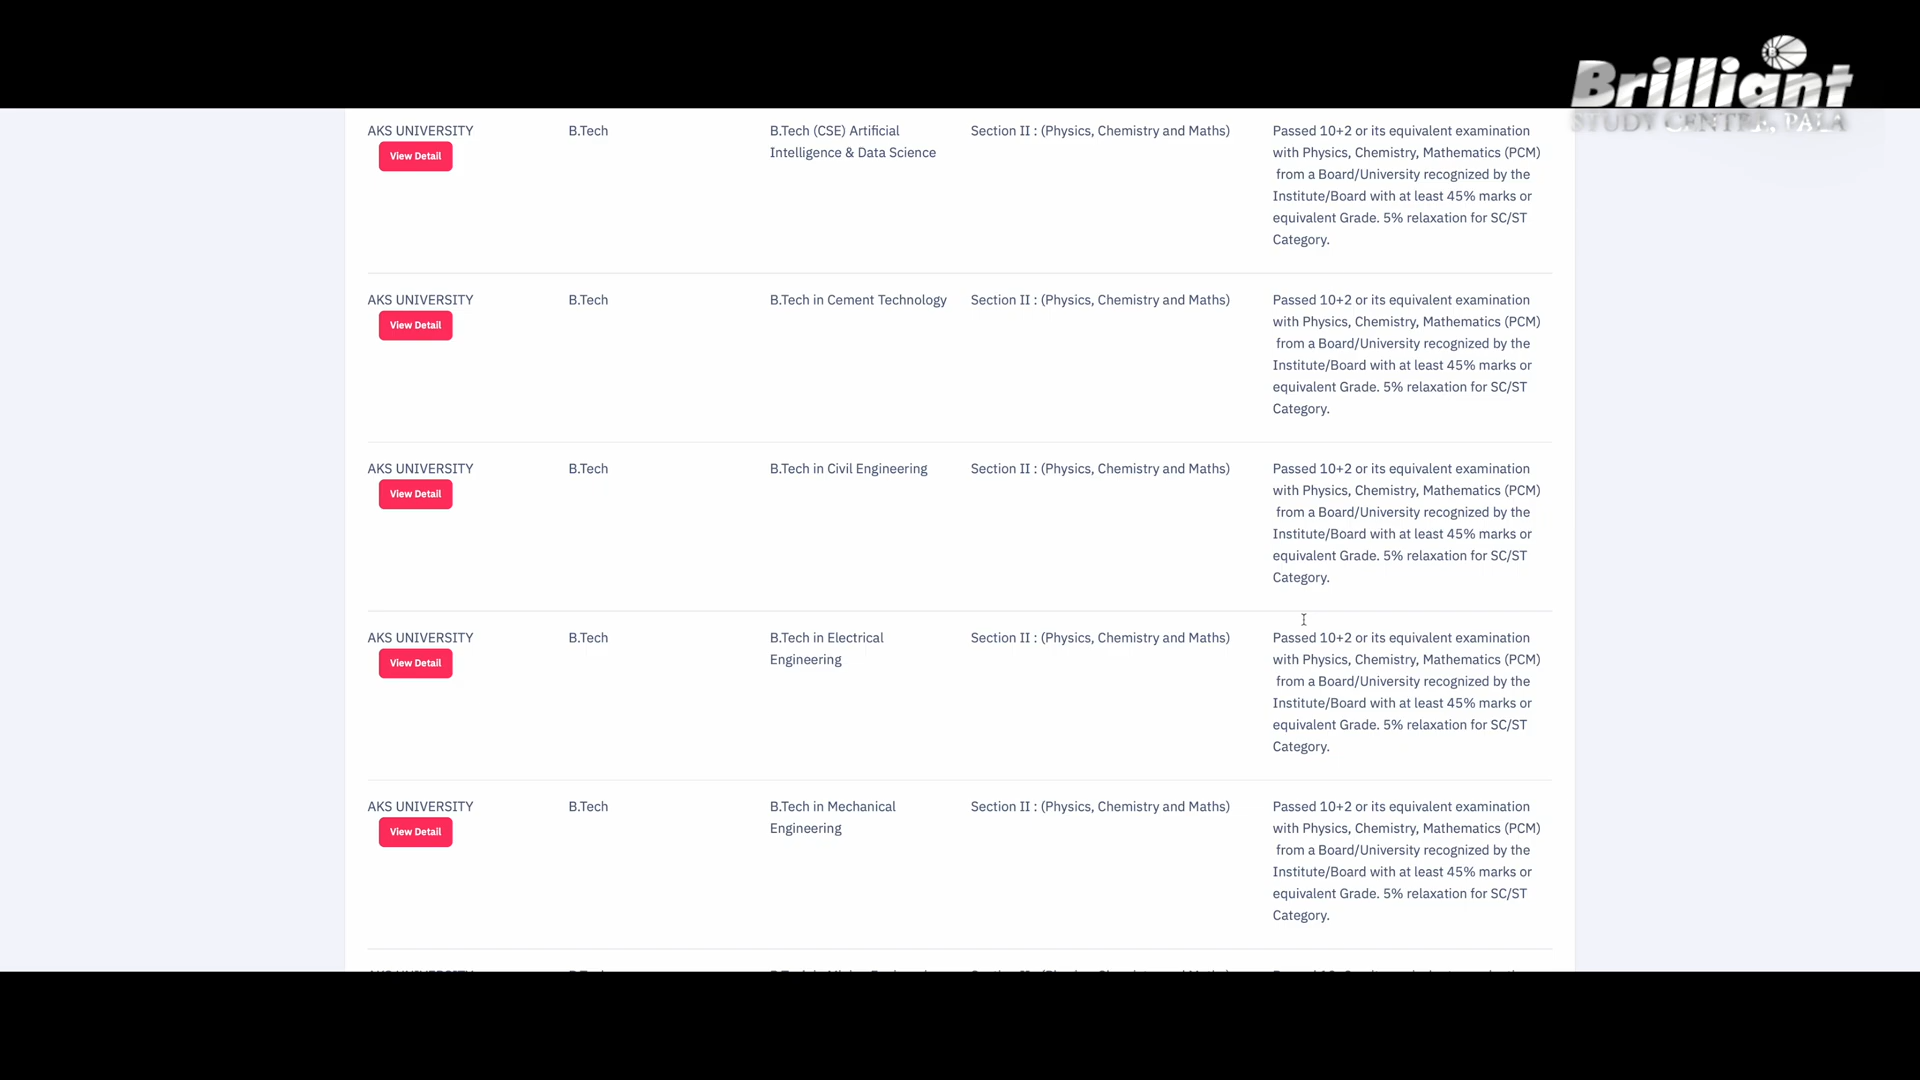 Brilliant
STUDY CENTRE, PALA
AKS UNIVERSITY
View Detail
B.Tech
B.Tech (CSE) Artificial
Intelligence & Data Science
Section II : (Physics, Chemistry and Maths)
Passed 10+2 or its equivalent examination
with Physics, Chemistry, Mathematics (PCM)
from a Board/University recognized by the
Institute/Board with at least 45% marks or
equivalent Grade. 5% relaxation for SC/ST
Category.
AKS UNIVERSITY
View Detail
B.Tech
B.Tech in Cement Technology
Section II : (Physics, Chemistry and Maths)
Passed 10+2 or its equivalent examination
with Physics, Chemistry, Mathematics (PCM)
from a Board/University recognized by the
Institute/Board with at least 45% marks or
equivalent Grade. 5% relaxation for SC/ST
Category.
AKS UNIVERSITY
View Detail
B.Tech
B.Tech in Civil Engineering
Section II : (Physics, Chemistry and Maths)
Passed 10+2 or its equivalent examination
with Physics, Chemistry, Mathematics (PCM)
from a Board/University recognized by the
Institute/Board with at least 45% marks or
equivalent Grade. 5% relaxation for SC/ST
Category.
AKS UNIVERSITY
View Detail
B.Tech
B.Tech in Electrical
Engineering
Section II : (Physics, Chemistry and Maths)
Passed 10+2 or its equivalent examination
with Physics, Chemistry, Mathematics (PCM)
from a Board/University recognized by the
Institute/Board with at least 45% marks or
equivalent Grade. 5% relaxation for SC/ST
Category.
AKS UNIVERSITY
View Detail
B.Tech
B.Tech in Mechanical
Engineering
Section II : (Physics, Chemistry and Maths)
Passed 10+2 or its equivalent examination
with Physics, Chemistry, Mathematics (PCM)
from a Board/University recognized by the
Institute/Board with at least 45% marks or
equivalent Grade. 5% relaxation for SC/ST
Category.